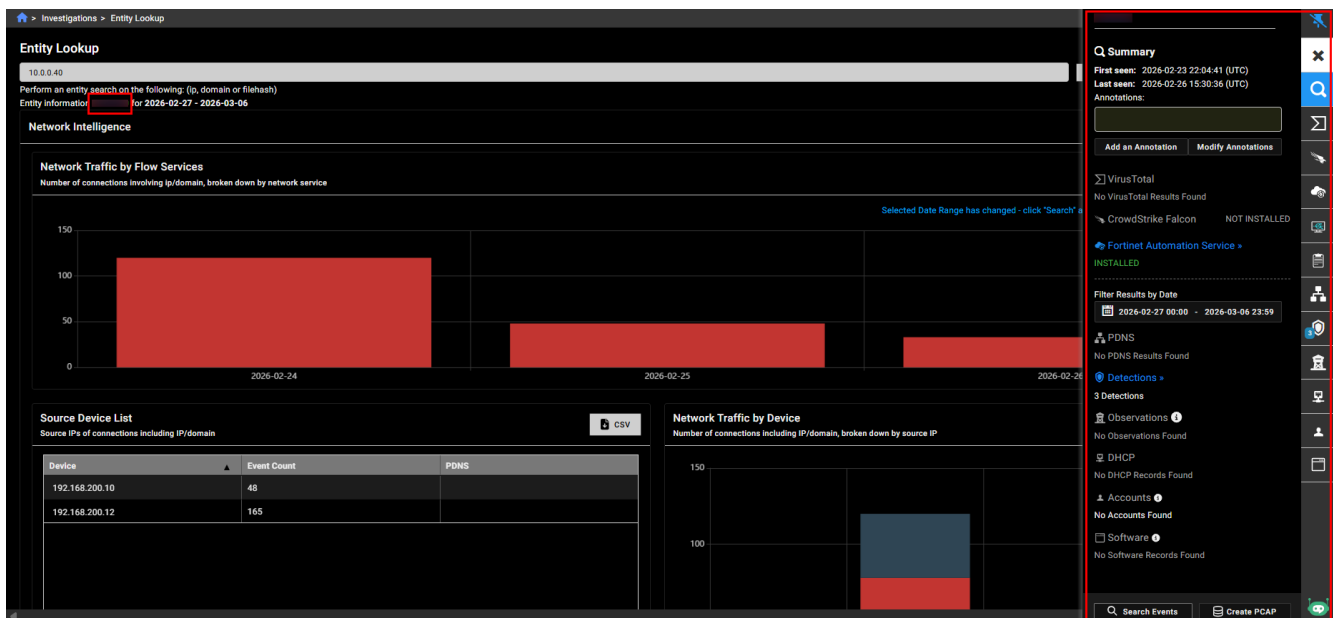 > Investigations > Entity Lookup
Entity Lookup
10.0.0.40
Perform an entity search on the following: (ip, domain or filehash)
Entity information for 2026-02-27 - 2026-03-06
Network Intelligence
Network Traffic by Flow Services
Number of connections involving ip/domain, broken down by network service
Selected Date Range has changed - click "Search" a
150
100
50
0
2026-02-24
2026-02-25
2026-02-26
Source Device List
Source IPs of connections including IP/domain
CSV
Device ▲ Event Count PDNS
192.168.200.10 48
192.168.200.12 165
Network Traffic by Device
Number of connections including IP/domain, broken down by source IP
150
100
Summary
First seen: 2026-02-23 22:04:41 (UTC)
Last seen: 2026-02-26 15:30:36 (UTC)
Annotations:
Add an Annotation Modify Annotations
VirusTotal
No VirusTotal Results Found
CrowdStrike Falcon NOT INSTALLED
Fortinet Automation Service »
INSTALLED
Filter Results by Date
2026-02-27 00:00 - 2026-03-06 23:59
PDNS
No PDNS Results Found
Detections »
3 Detections
Observations
No Observations Found
DHCP
No DHCP Records Found
Accounts
No Accounts Found
Software
No Software Records Found
Search Events Create PCAP
3